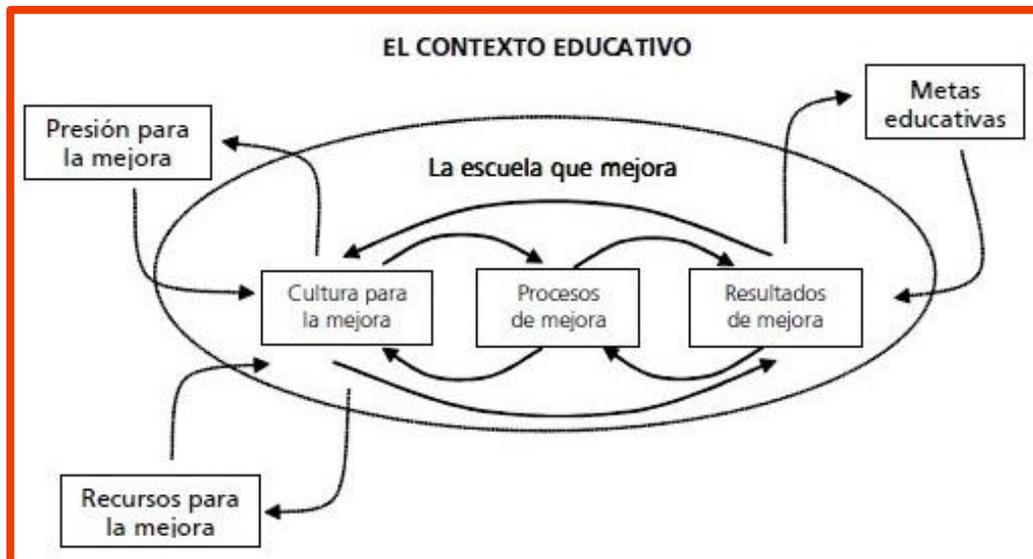 EL CONTEXTO EDUCATIVO
Presión para
la mejora
Metas
educativas
La escuela que mejora
Cultura para
la mejora
Procesos
de mejora
Resultados
de mejora
Recursos para
la mejora